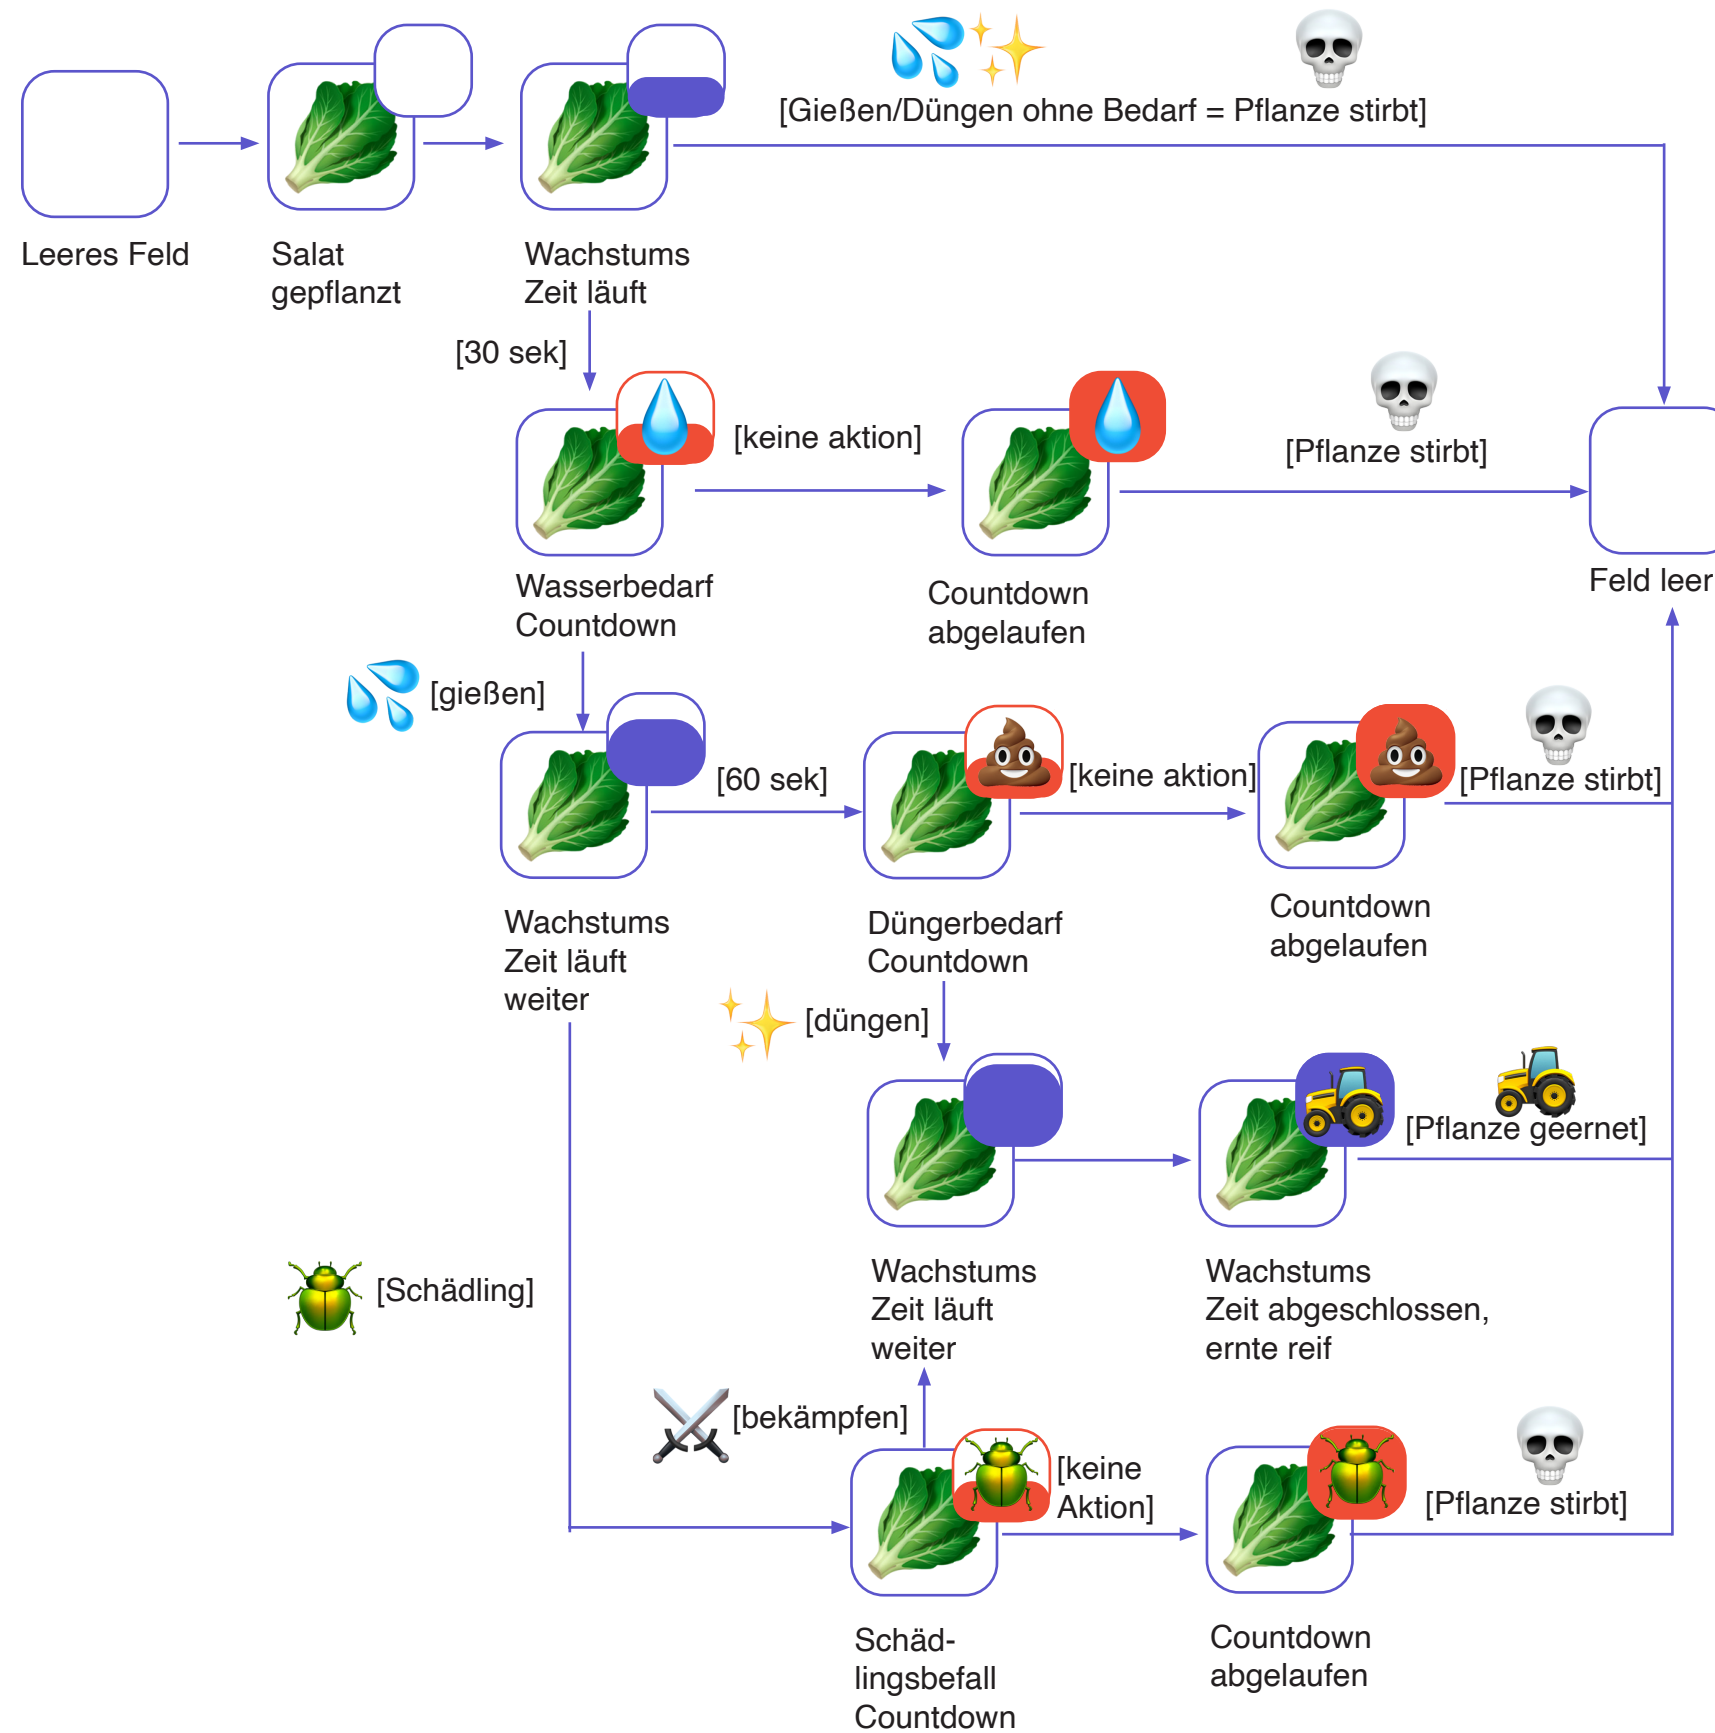 [Gießen/Düngen ohne Bedarf = Pflanze stirbt]
Leeres Feld
Salat
gepflanzt
Wachstums
Zeit läuft
[30 sek]
[keine aktion]
[Pflanze stirbt]
Wasserbedarf
Countdown
Countdown
abgelaufen
Feld leer
[gießen]
[60 sek]
[keine aktion]
[Pflanze stirbt]
Wachstums
Zeit läuft
weiter
Düngerbedarf
Countdown
Countdown
abgelaufen
[düngen]
[Pflanze geernet]
Wachstums
Zeit läuft
weiter
Wachstums
Zeit abgeschlossen,
ernte reif
[Schädling]
[bekämpfen]
[keine
Aktion]
[Pflanze stirbt]
Schäd-
lingsbefall
Countdown
Countdown
abgelaufen